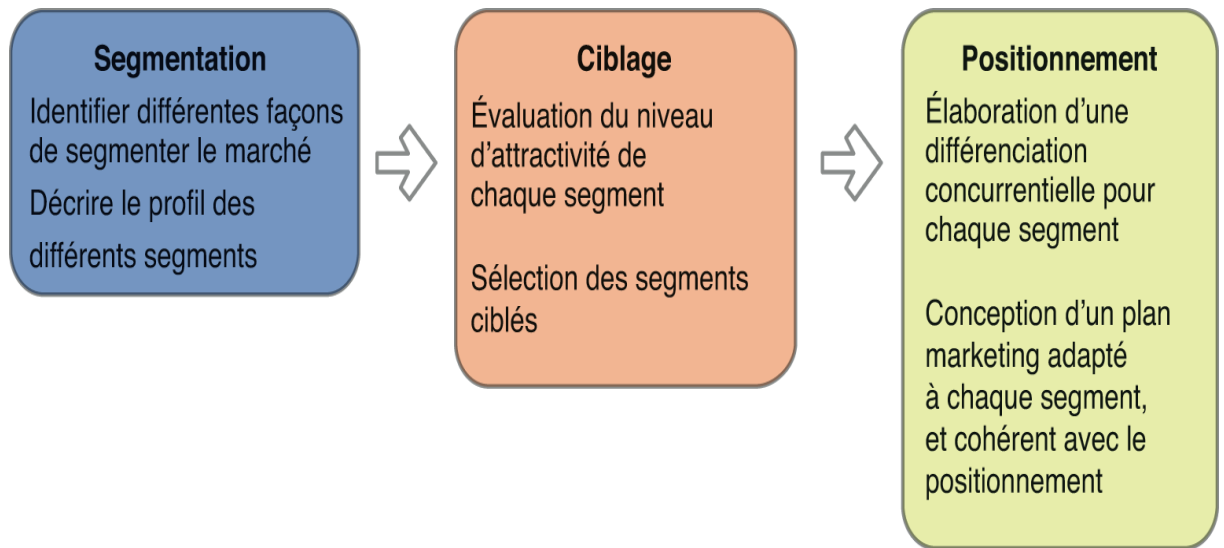 Segmentation
Identifier différentes façons
de segmenter le marché
Décrire le profil des
différents segments
Ciblage
Évaluation du niveau
d’attractivité de
chaque segment
Sélection des segments
ciblés
Positionnement
Élaboration d’une
différenciation
concurrentielle pour
chaque segment
Conception d’un plan
marketing adapté
à chaque segment,
et cohérent avec le
positionnement